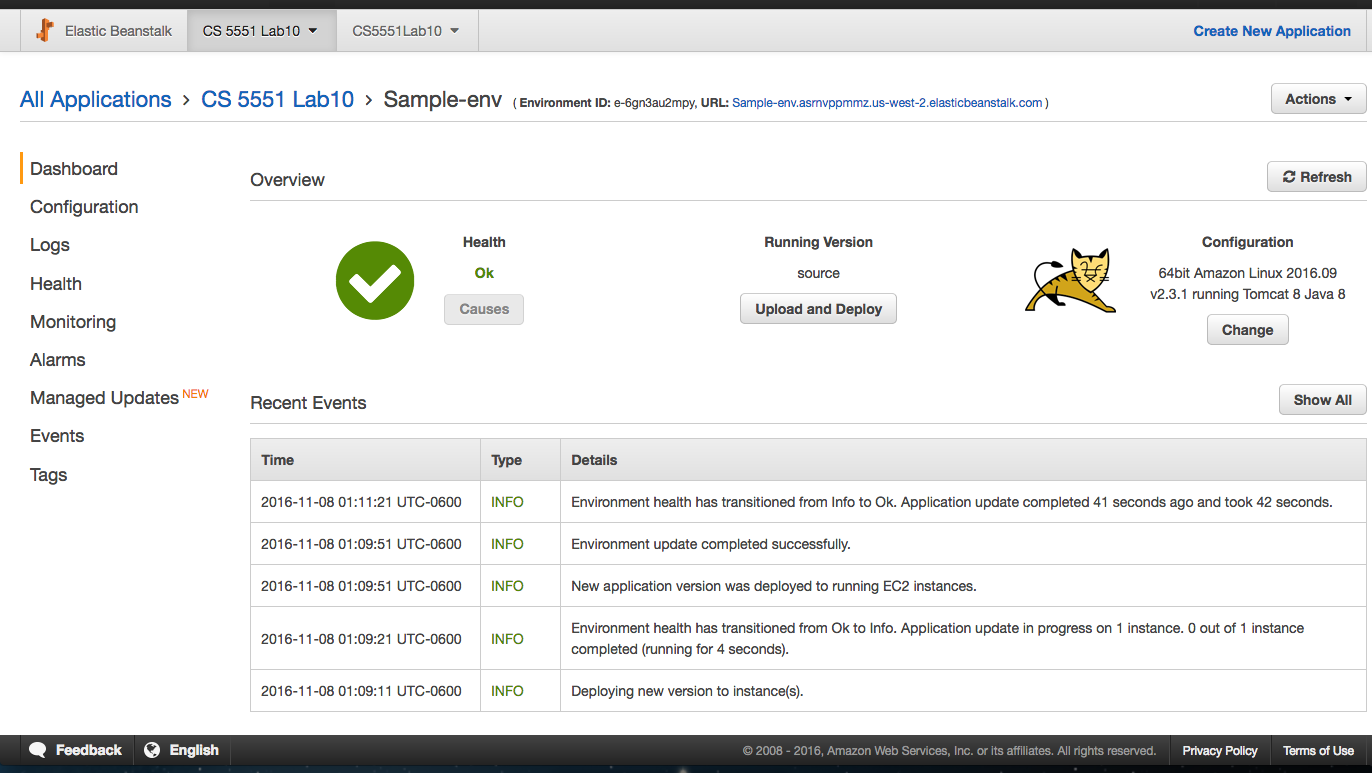 Elastic Beanstalk CS 5551 Lab10 CS5551Lab10 Create New Application
All Applications › CS 5551 Lab10 › Sample-env ( Environment ID: e-6gn3au2mpy, URL: Sample-env.asrnvppmmz.us-west-2.elasticbeanstalk.com )
Actions
Dashboard
Configuration
Logs
Health
Monitoring
Alarms
Managed Updates NEW
Events
Tags
Overview
Refresh
Health
Ok
Causes
Running Version
source
Upload and Deploy
Configuration
64bit Amazon Linux 2016.09
v2.3.1 running Tomcat 8 Java 8
Change
Recent Events
Show All
Time Type Details
2016-11-08 01:11:21 UTC-0600 INFO Environment health has transitioned from Info to Ok. Application update completed 41 seconds ago and took 42 seconds.
2016-11-08 01:09:51 UTC-0600 INFO Environment update completed successfully.
2016-11-08 01:09:51 UTC-0600 INFO New application version was deployed to running EC2 instances.
2016-11-08 01:09:21 UTC-0600 INFO Environment health has transitioned from Ok to Info. Application update in progress on 1 instance. 0 out of 1 instance
completed (running for 4 seconds).
2016-11-08 01:09:11 UTC-0600 INFO Deploying new version to instance(s).
Feedback English © 2008 - 2016, Amazon Web Services, Inc. or its affiliates. All rights reserved. Privacy Policy Terms of Use